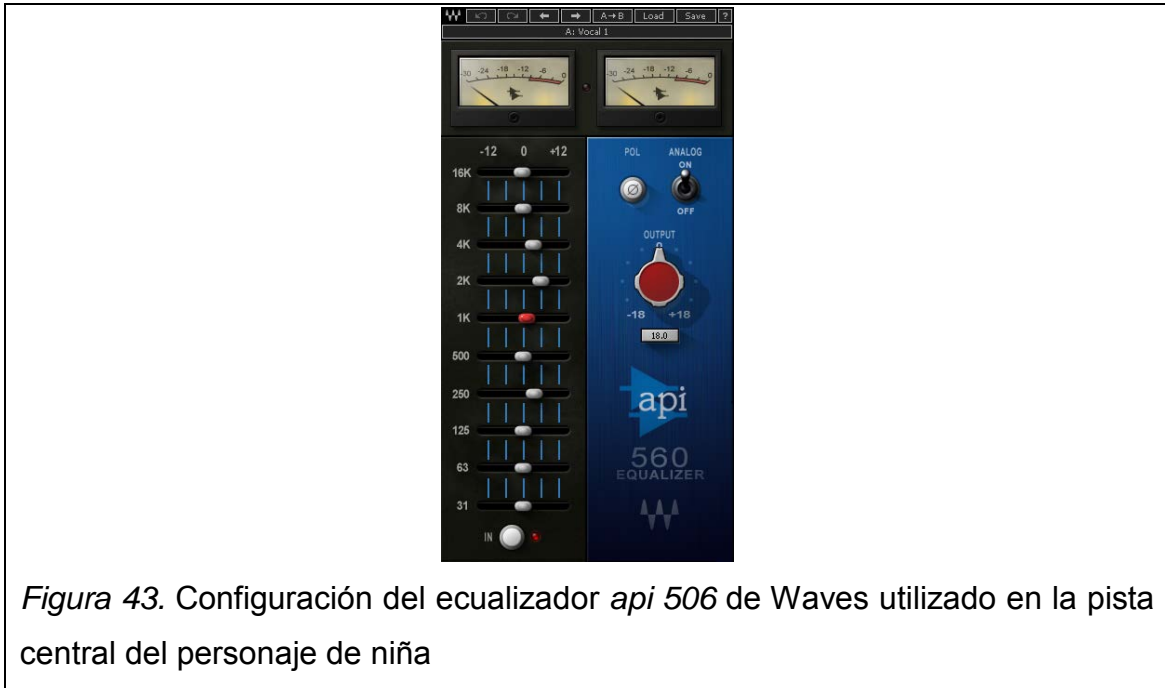 A→B Load Save ?
A: Vocal 1
-30 -24 -18 -12 -6 0
-30 -24 -18 -12 -6 0
-12 0 +12
16K
8K
4K
2K
1K
500
250
125
63
31
IN
POL ANALOG
ON
Ø
OFF
OUTPUT
0
-18 +18
18.0
api
560
EQUALIZER
Figura 43. Configuración del ecualizador api 506 de Waves utilizado en la pista
central del personaje de niña